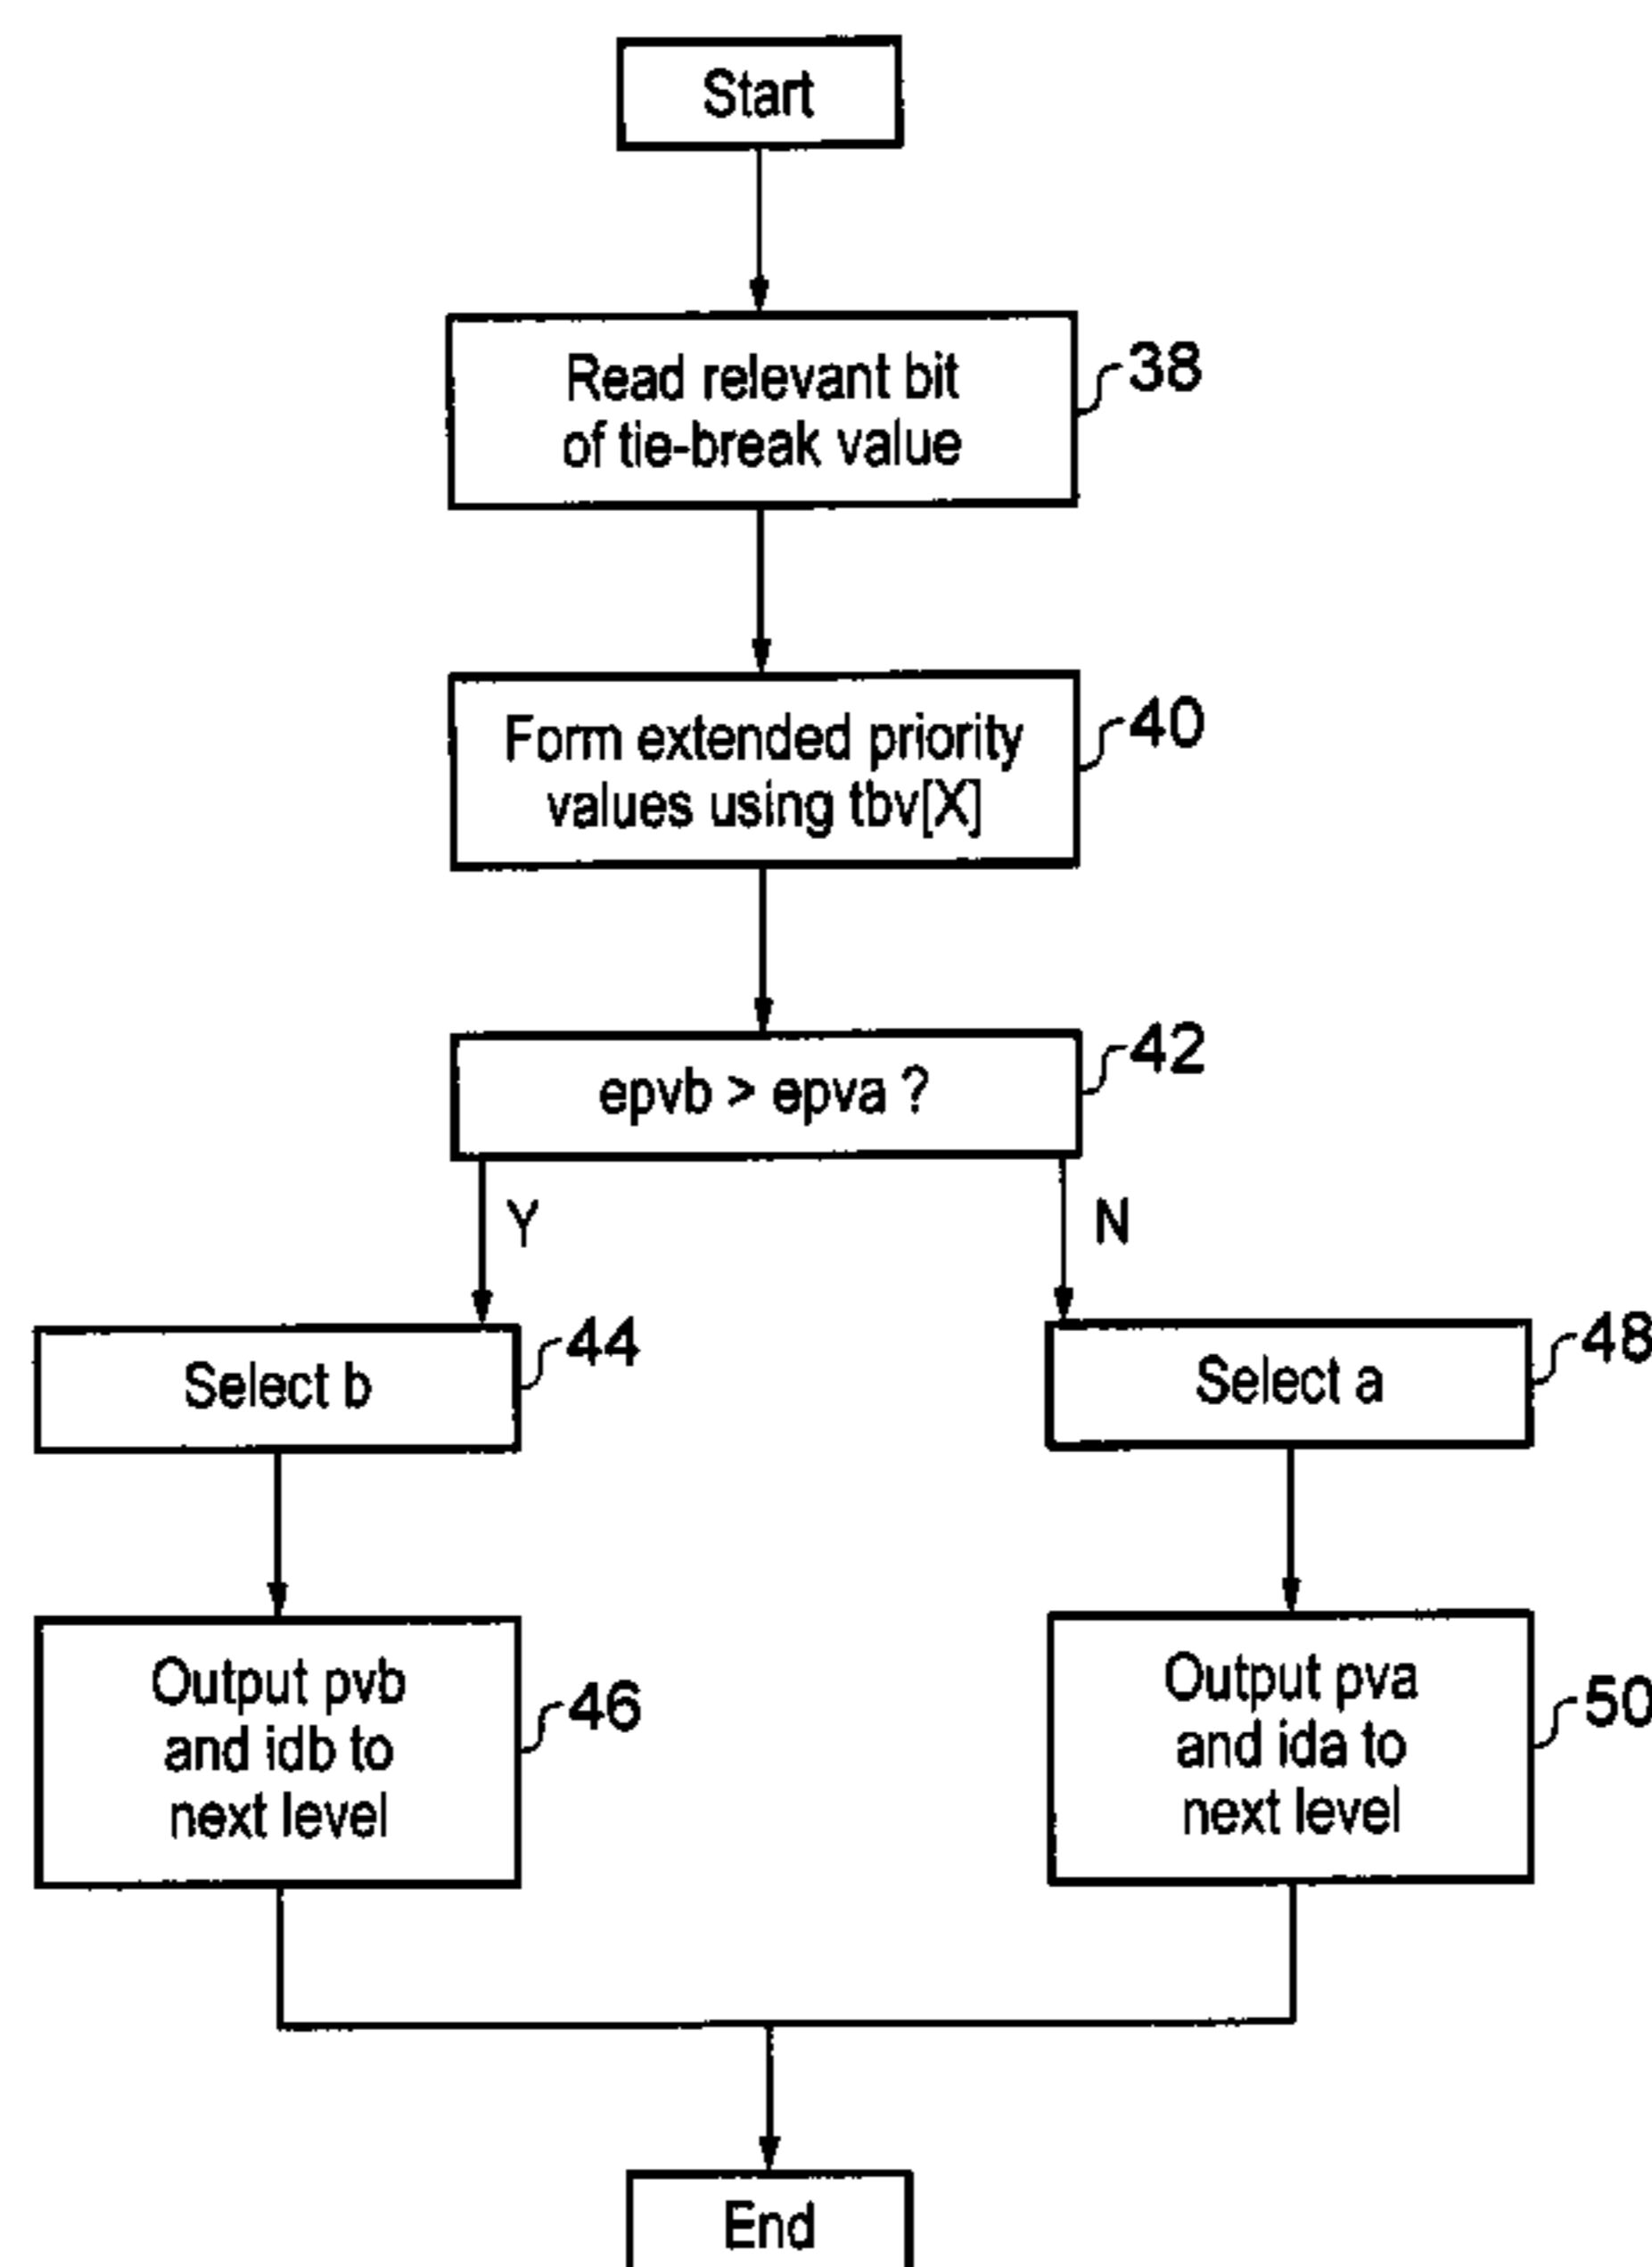 Start
Read relevant bit
of tie-break value
38
Form extended priority
values using tbv[X]
40
epvb > epva ?
42
Y
N
Select b
44
Select a
48
Output pvb
and idb to
next level
46
Output pva
and ida to
next level
50
End